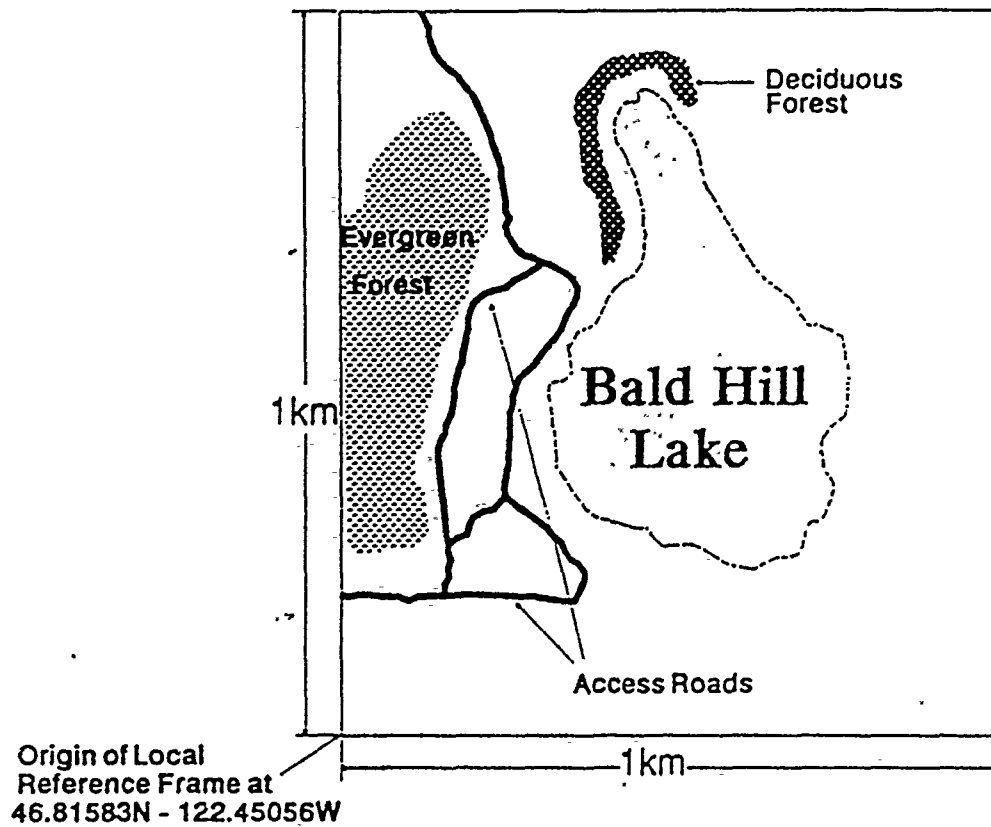 Deciduous
Forest
Evergreen
Forest
1km
Bald Hill
Lake
Access Roads
Origin of Local
Reference Frame at
46.81583N - 122.45056W
1km